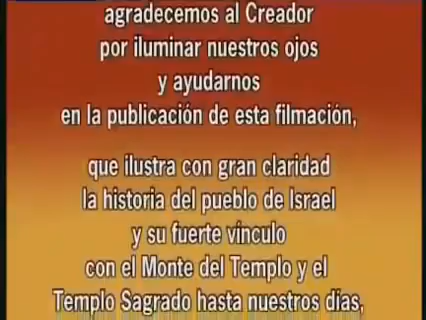 agradecemos al Creador
por iluminar nuestros ojos
y ayudarnos
en la publicación de esta filmación,
que ilustra con gran claridad
la historia del pueblo de Israel
y su fuerte vínculo
con el Monte del Templo y el
Templo Sagrado hasta nuestros días,